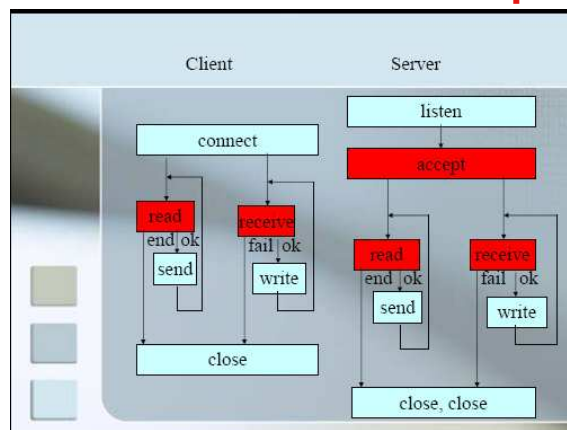 Client Server
listen
connect
accept
read receive
end ok fail ok
send write
read receive
end ok fail ok
send write
close
close, close